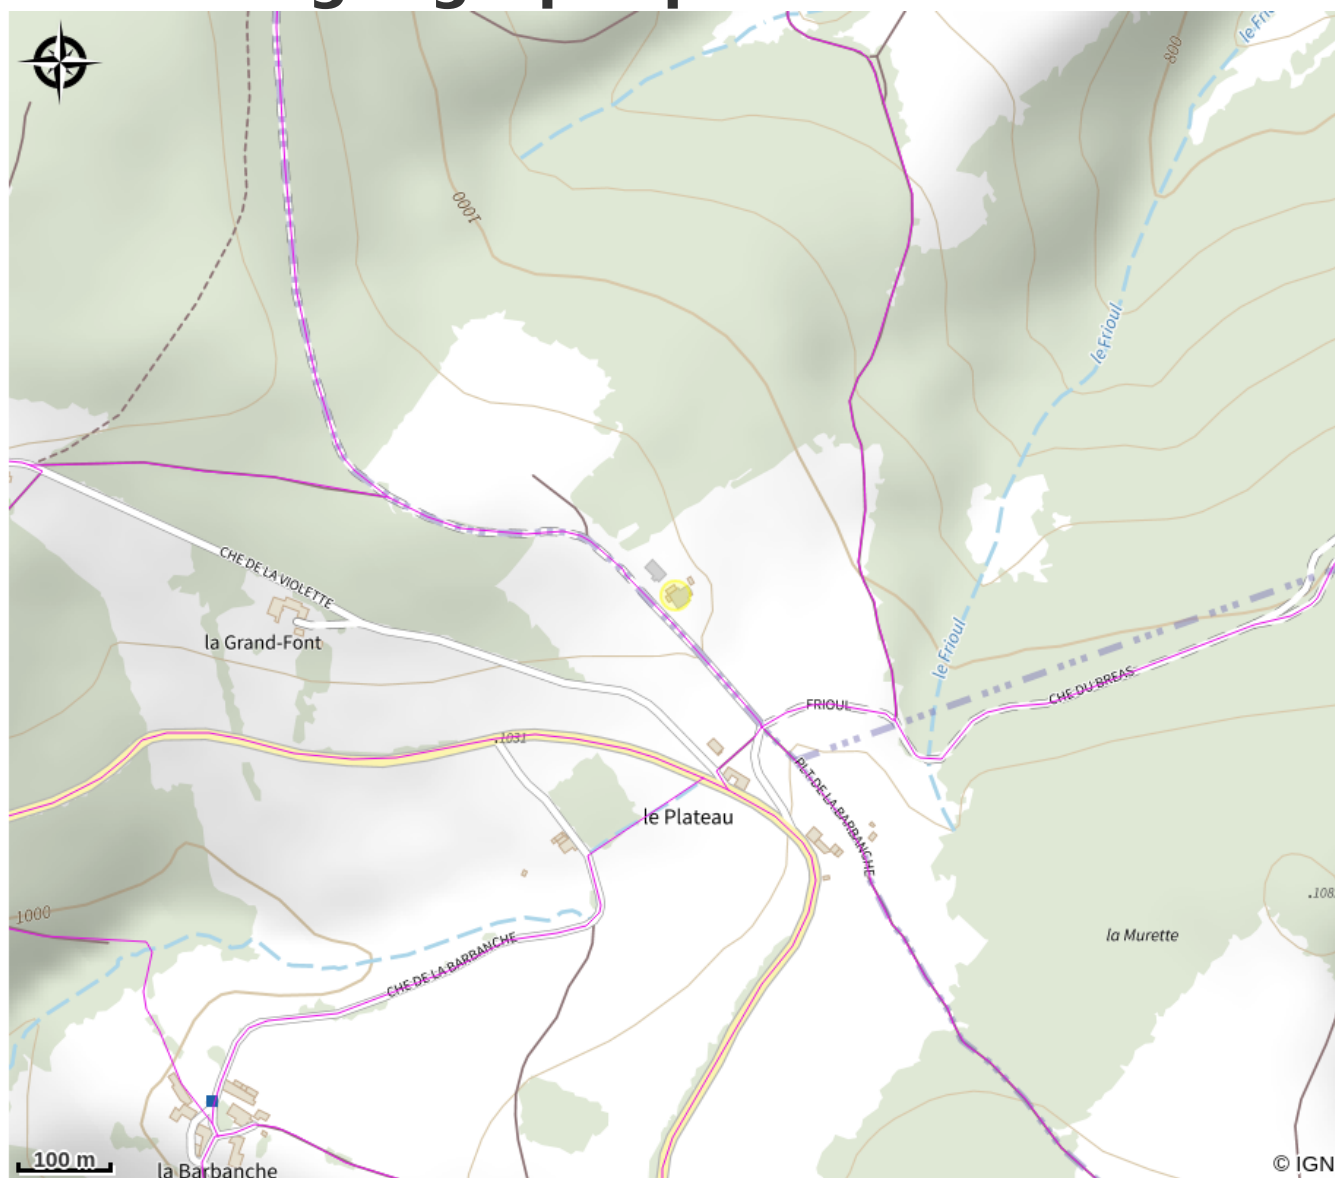 le Frioul
800
1000
le Frioul
CHE DE LA VIOLETTE
la Grand-Font
le Frioul
CHE DU BREAS
FRIOUL
.1031
PLT DE LA BARBANCHE
le Plateau
1000
la Murette
CHE DE LA BARBANCHE
100 m
la Barbanche
© IGN